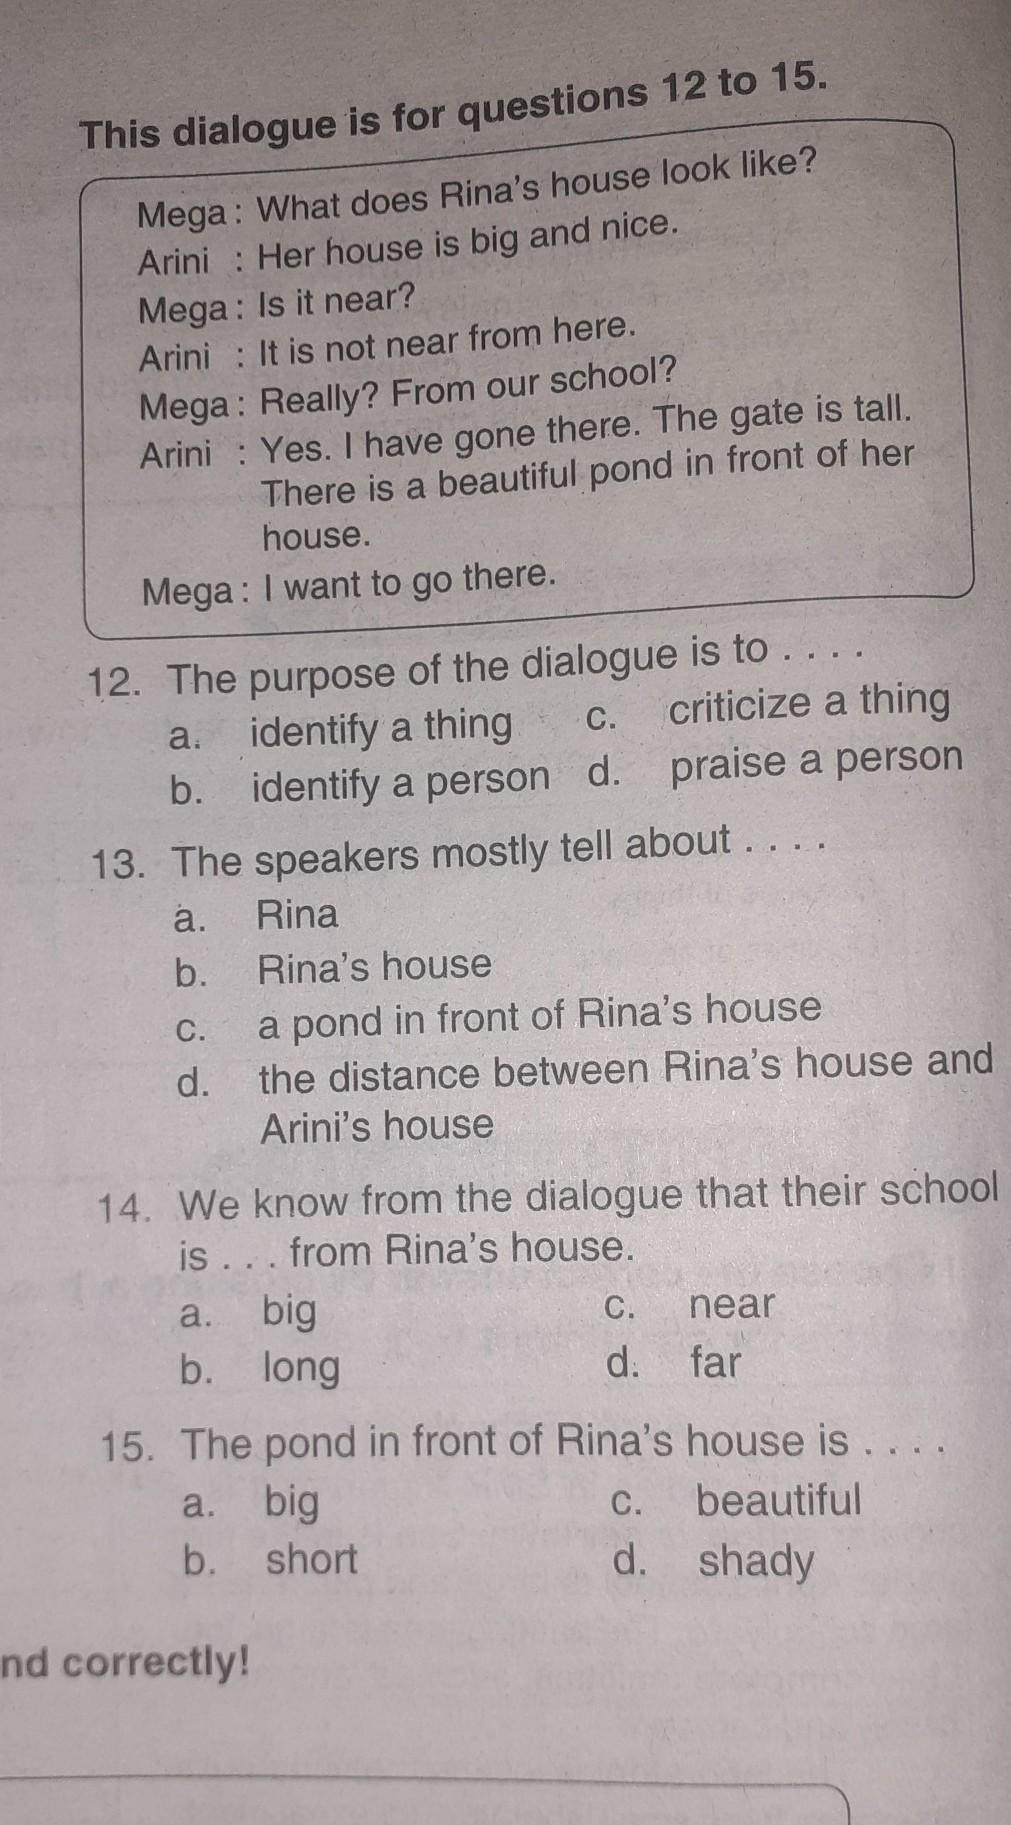 This dialogue is for questions 12 to 15.
Mega : What does Rina's house look like?
Arini : Her house is big and nice.
Mega : Is it near?
Arini : It is not near from here.
Mega : Really? From our school?
Arini : Yes. I have gone there. The gate is tall.
There is a beautiful pond in front of her
house.
Mega : I want to go there.
12. The purpose of the dialogue is to . . . .
a. identify a thing c. criticize a thing
b. identify a person d. praise a person
13. The speakers mostly tell about . . . .
a. Rina
b. Rina's house
c. a pond in front of Rina's house
d. the distance between Rina's house and
Arini's house
14. We know from the dialogue that their school
is . . . from Rina's house.
a. big c. near
b. long d. far
15. The pond in front of Rina's house is . . . .
a. big c. beautiful
b. short d. shady
nd correctly!